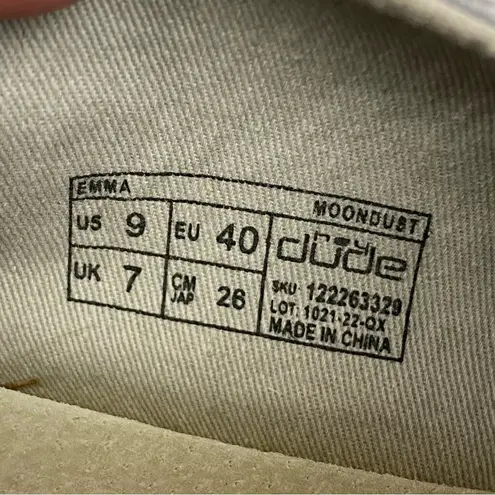 EMMA MOONDUST
US 9 EU 40 dude
UK 7 CM JAP 26
SKU: 122263329
LOT: 1021-22-QX
MADE IN CHINA